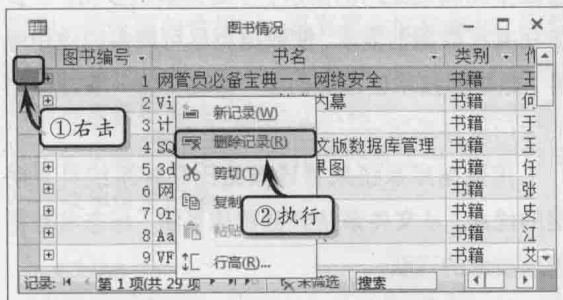 图书情况
图书编号 书名 类别
1 网管员必备宝典－－网络安全 书籍 王
2 Vi 内幕 书籍 何
3 计 书籍 于
4 SQ 文版数据库管理 书籍 王
5 3d 果图 书籍 任
6 网 书籍 张
7 Or 书籍 史
8 Aa 书籍 江
9 VF 书籍 艾
①右击
新记录(W)
删除记录(R)
剪切(T)
复制
粘贴
行高(R)...
②执行
记录: 第 1 项(共 29 项 未筛选 搜索